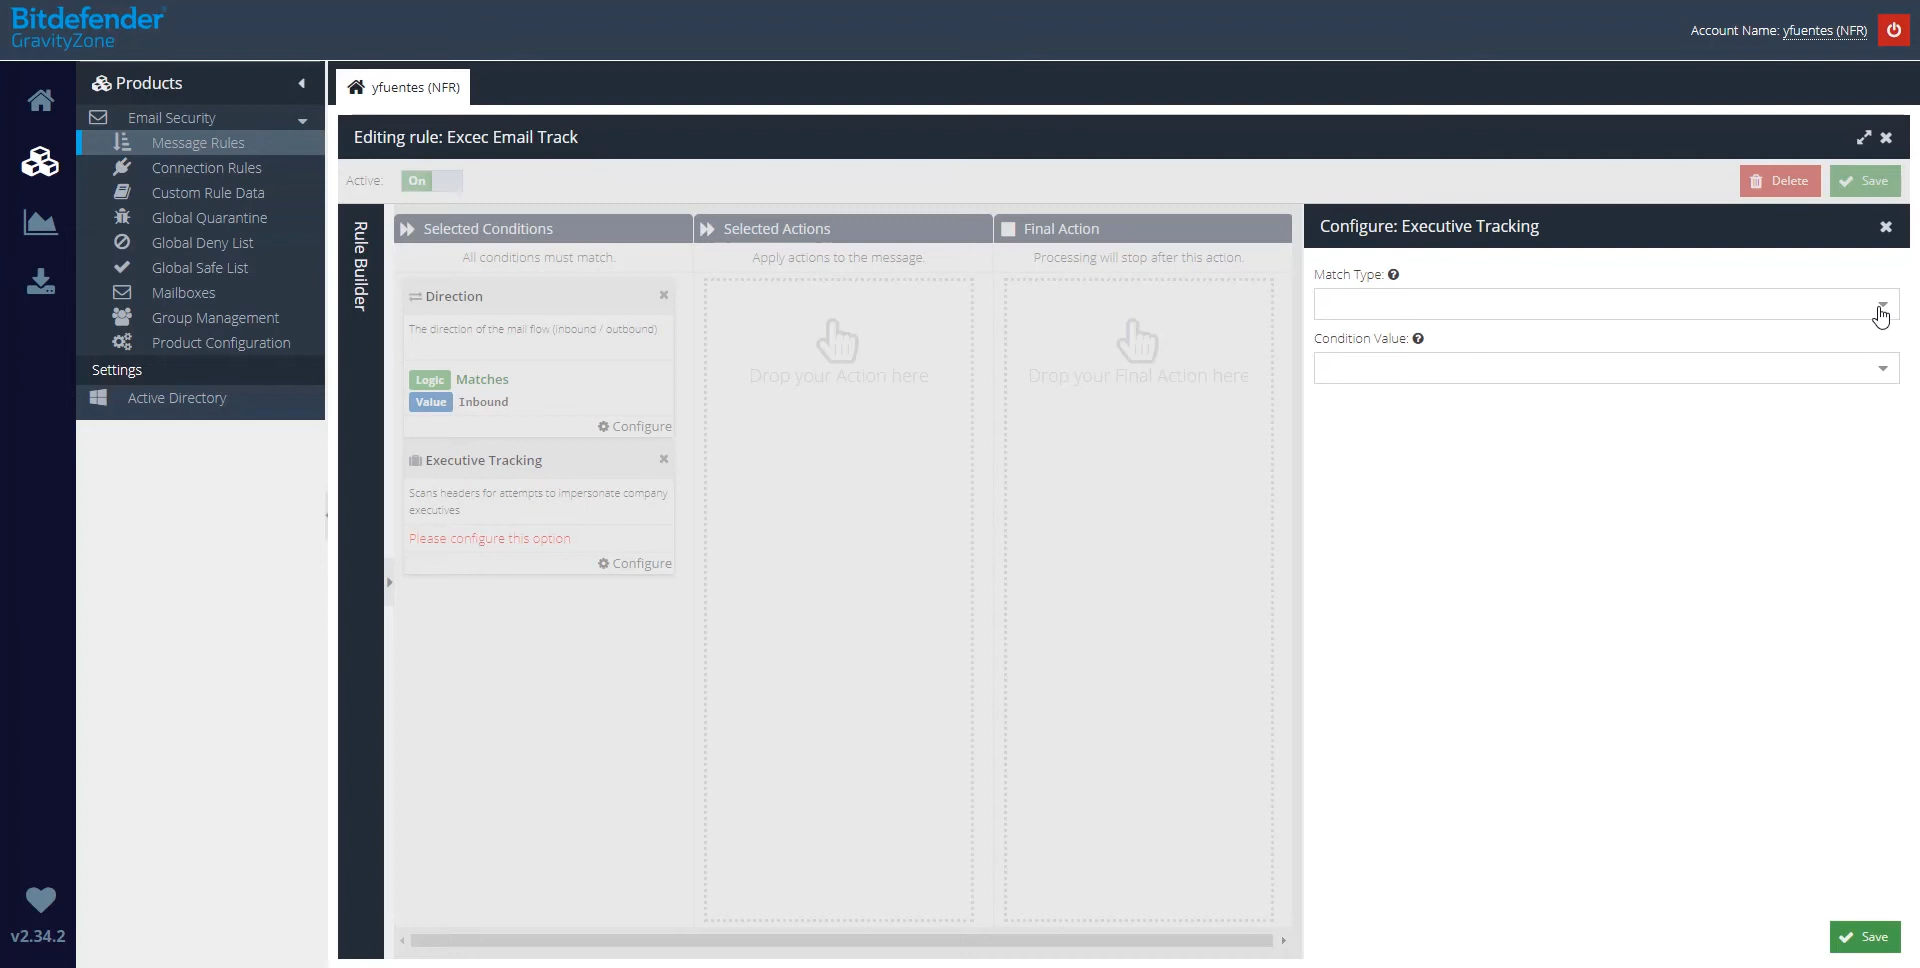 Bitdefender
GravityZone
Account Name: yfuentes (NFR)
Products
Email Security
Message Rules
Connection Rules
Custom Rule Data
Global Quarantine
Global Deny List
Global Safe List
Mailboxes
Group Management
Product Configuration
Settings
Active Directory
v2.34.2
yfuentes (NFR)
Editing rule: Excec Email Track
Active:
On
Delete
Save
Rule Builder
Selected Conditions
All conditions must match.
Direction
The direction of the mail flow (inbound / outbound)
Logic Matches
Value Inbound
Configure
Executive Tracking
Scans headers for attempts to impersonate company
executives
Please configure this option
Configure
Selected Actions
Apply actions to the message.
Drop your Action here
Final Action
Processing will stop after this action.
Drop your Final Action here
Configure: Executive Tracking
Match Type:
Condition Value:
Save